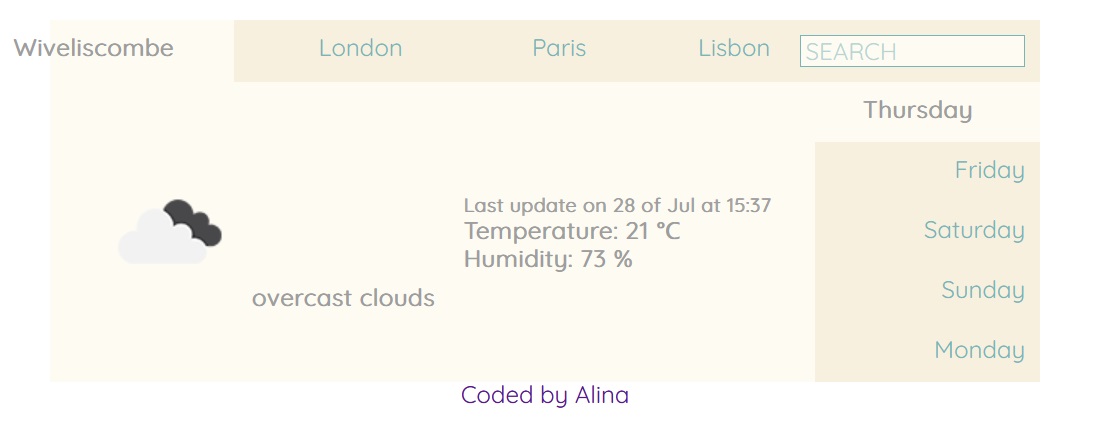 Wiveliscombe London Paris Lisbon SEARCH
Thursday
Friday
Last update on 28 of Jul at 15:37
Temperature: 21 °C
Saturday
Humidity: 73 %
overcast clouds
Sunday
Monday
Coded by Alina